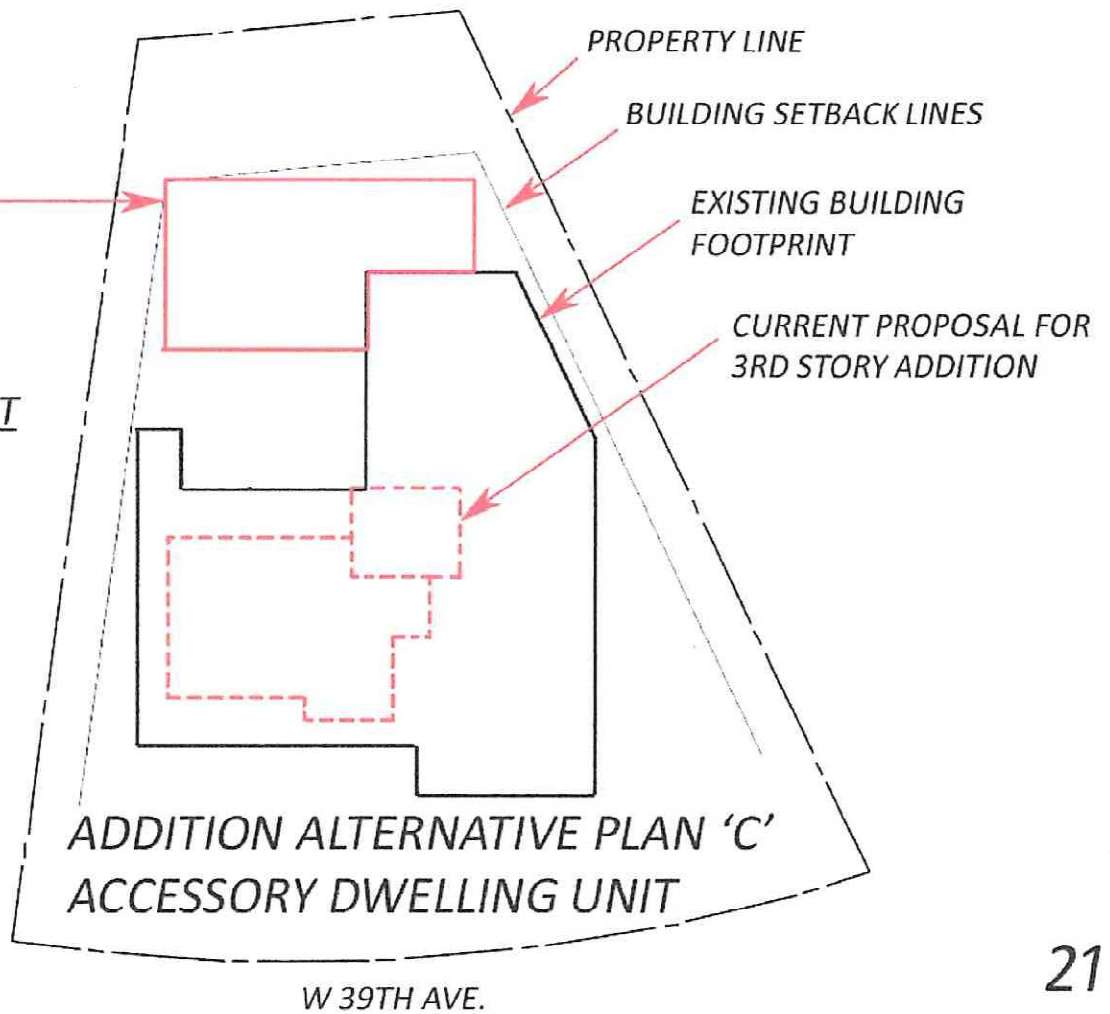 PROPERTY LINE
BUILDING SETBACK LINES
EXISTING BUILDING
FOOTPRINT
CURRENT PROPOSAL FOR
3RD STORY ADDITION
T
ADDITION ALTERNATIVE PLAN ‘C’
ACCESSORY DWELLING UNIT
W 39TH AVE.
21